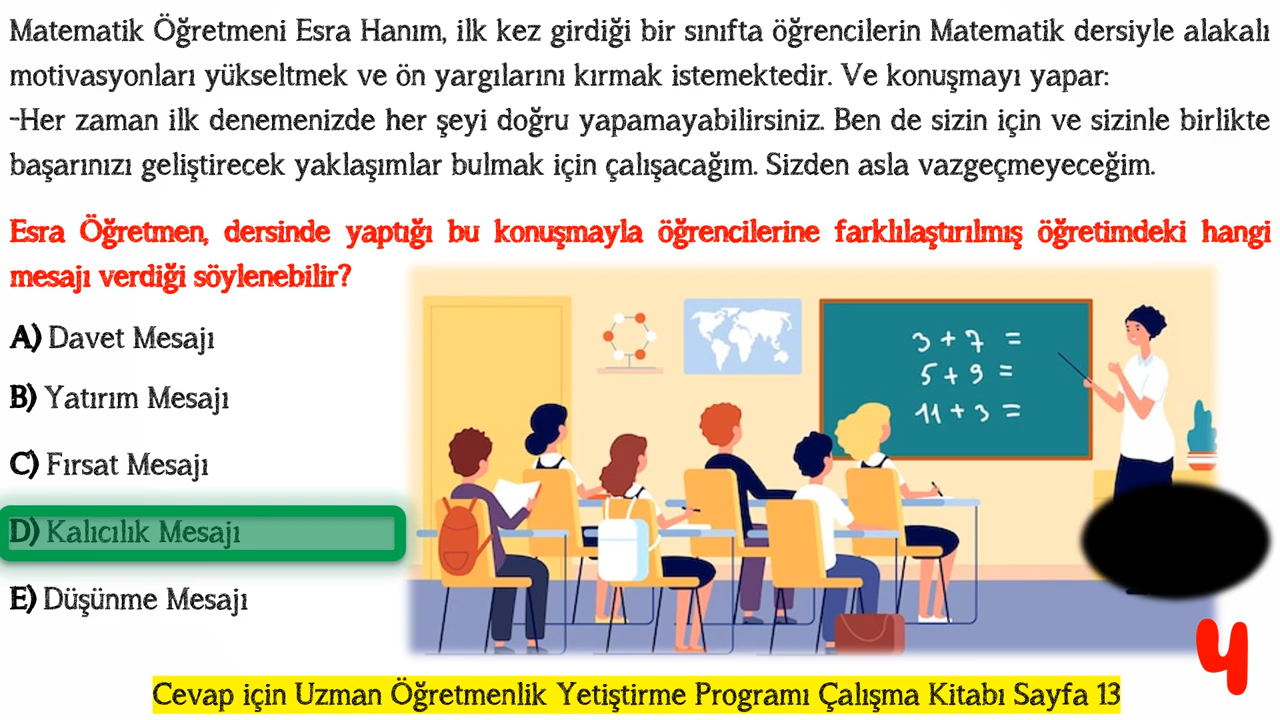 Matematik Öğretmeni Esra Hanım, ilk kez girdiği bir sınıfta öğrencilerin Matematik dersiyle alakalı
motivasyonları yükseltmek ve ön yargılarını kırmak istemektedir. Ve konuşmayı yapar:
-Her zaman ilk denemenizde her şeyi doğru yapamayabilirsiniz. Ben de sizin için ve sizinle birlikte
başarınızı geliştirecek yaklaşımlar bulmak için çalışacağım. Sizden asla vazgeçmeyeceğim.
Esra Öğretmen, dersinde yaptığı bu konuşmayla öğrencilerine farklılaştırılmış öğretimdeki hangi
mesajı verdiği söylenebilir?
A) Davet Mesajı
B) Yatırım Mesajı
C) Fırsat Mesajı
D) Kalıcılık Mesajı
E) Düşünme Mesajı
3 + 7 =
5 + 9 =
11 + 3 =
4
Cevap için Uzman Öğretmenlik Yetiştirme Programı Çalışma Kitabı Sayfa 13